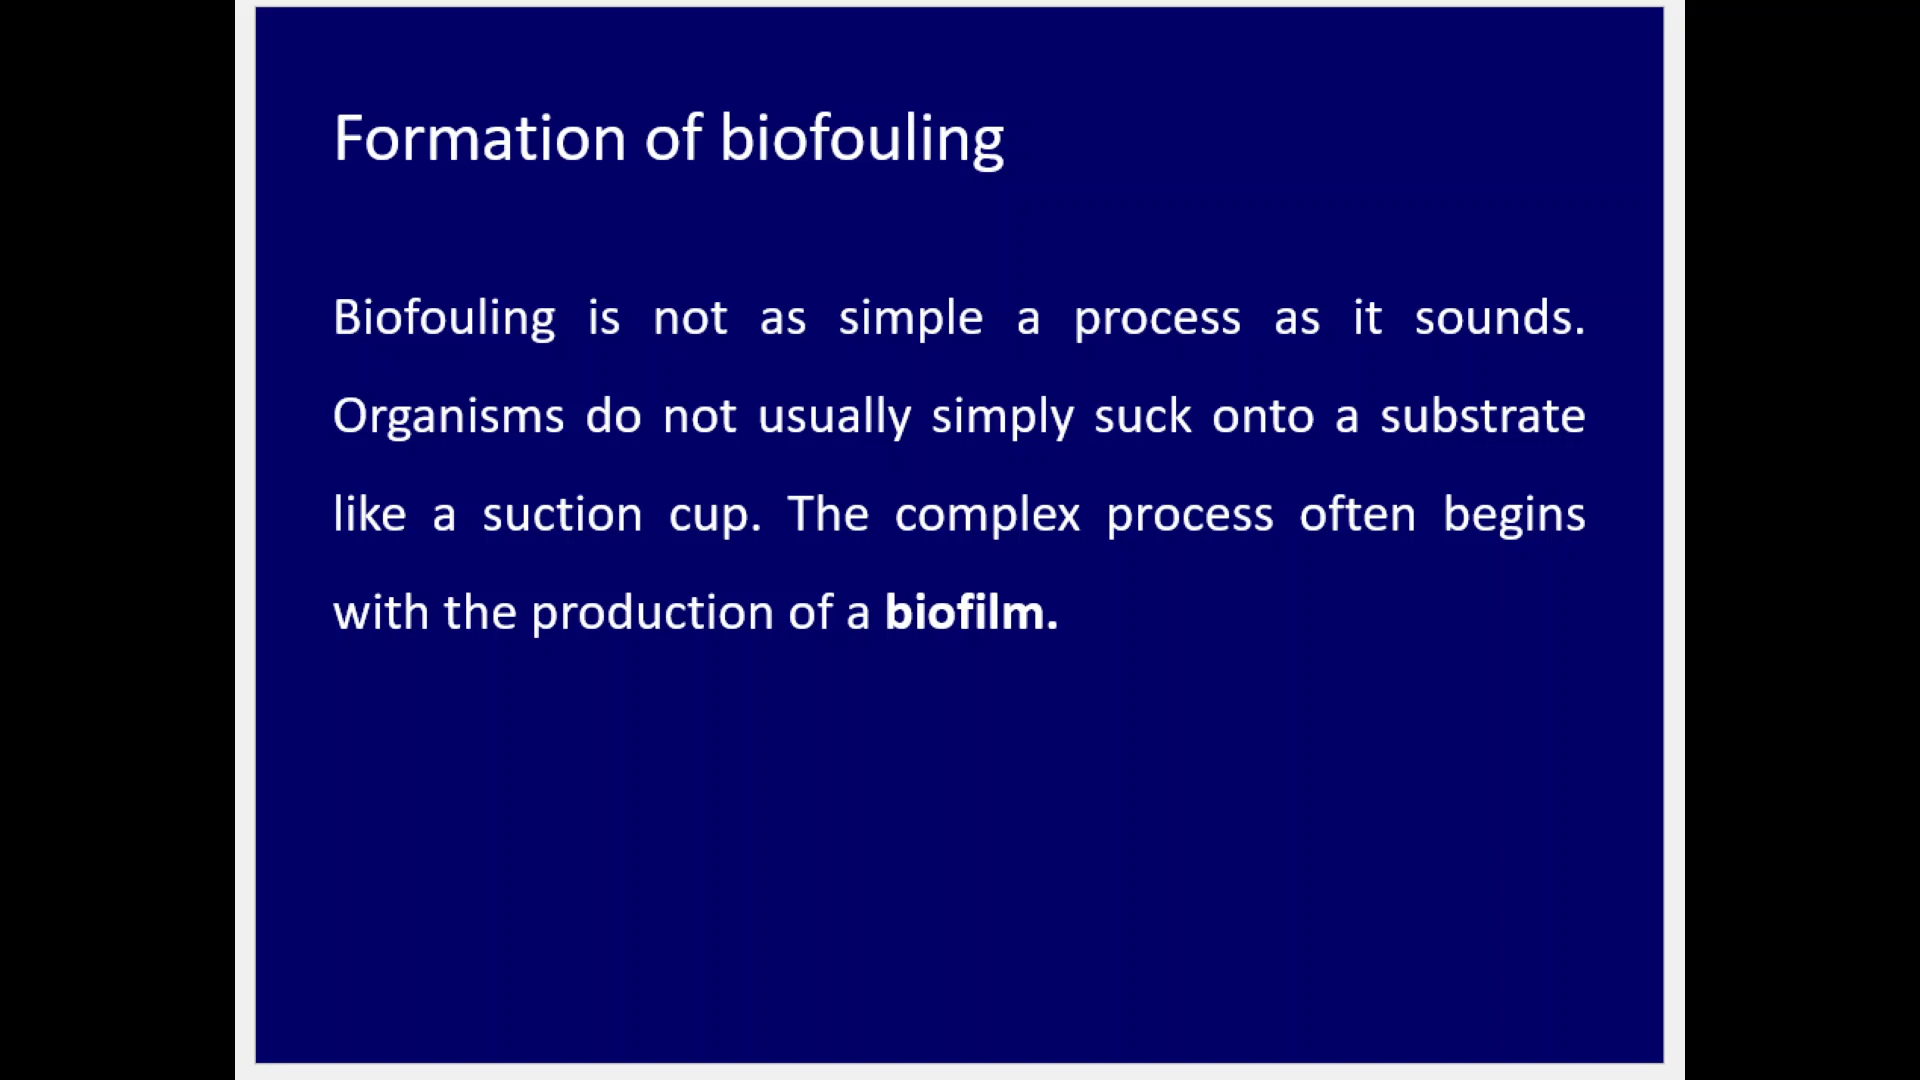 Formation of biofouling
Biofouling is not as simple a process as it sounds.
Organisms do not usually simply suck onto a substrate
like a suction cup. The complex process often begins
with the production of a biofilm.